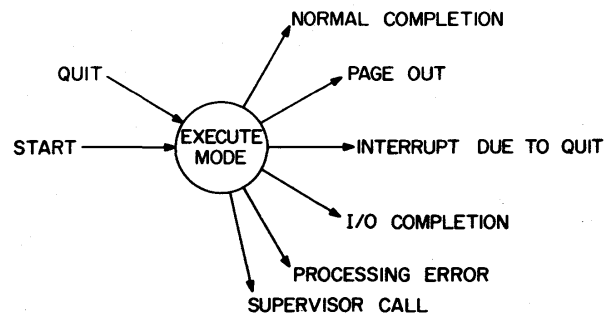 NORMAL COMPLETION
QUIT
PAGE OUT
START
EXECUTE
MODE
INTERRUPT DUE TO QUIT
I/O COMPLETION
PROCESSING ERROR
SUPERVISOR CALL